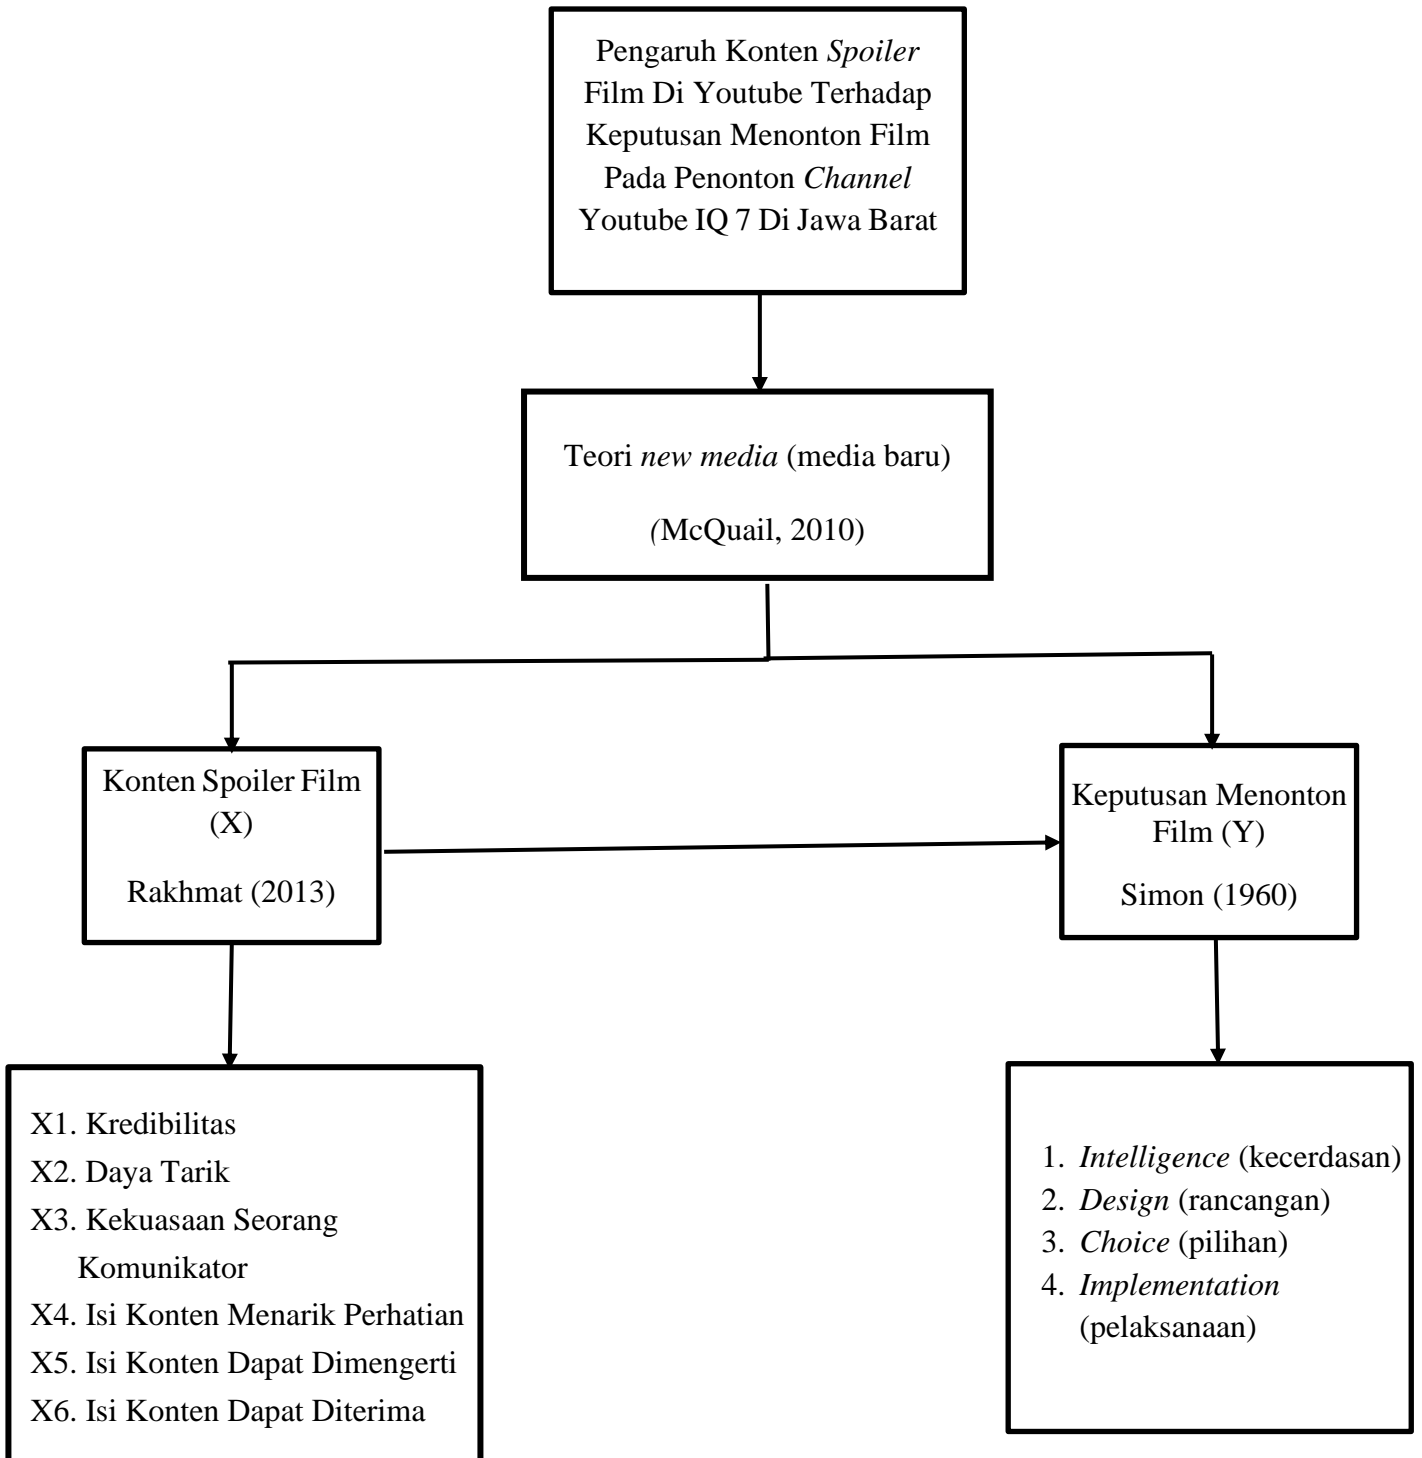 Pengaruh Konten Spoiler
Film Di Youtube Terhadap
Keputusan Menonton Film
Pada Penonton Channel
Youtube IQ 7 Di Jawa Barat
Teori new media (media baru)
(McQuail, 2010)
Konten Spoiler Film
(X)
Rakhmat (2013)
Keputusan Menonton
Film (Y)
Simon (1960)
X1. Kredibilitas
X2. Daya Tarik
X3. Kekuasaan Seorang
Komunikator
X4. Isi Konten Menarik Perhatian
X5. Isi Konten Dapat Dimengerti
X6. Isi Konten Dapat Diterima
1. Intelligence (kecerdasan)
2. Design (rancangan)
3. Choice (pilihan)
4. Implementation
(pelaksanaan)